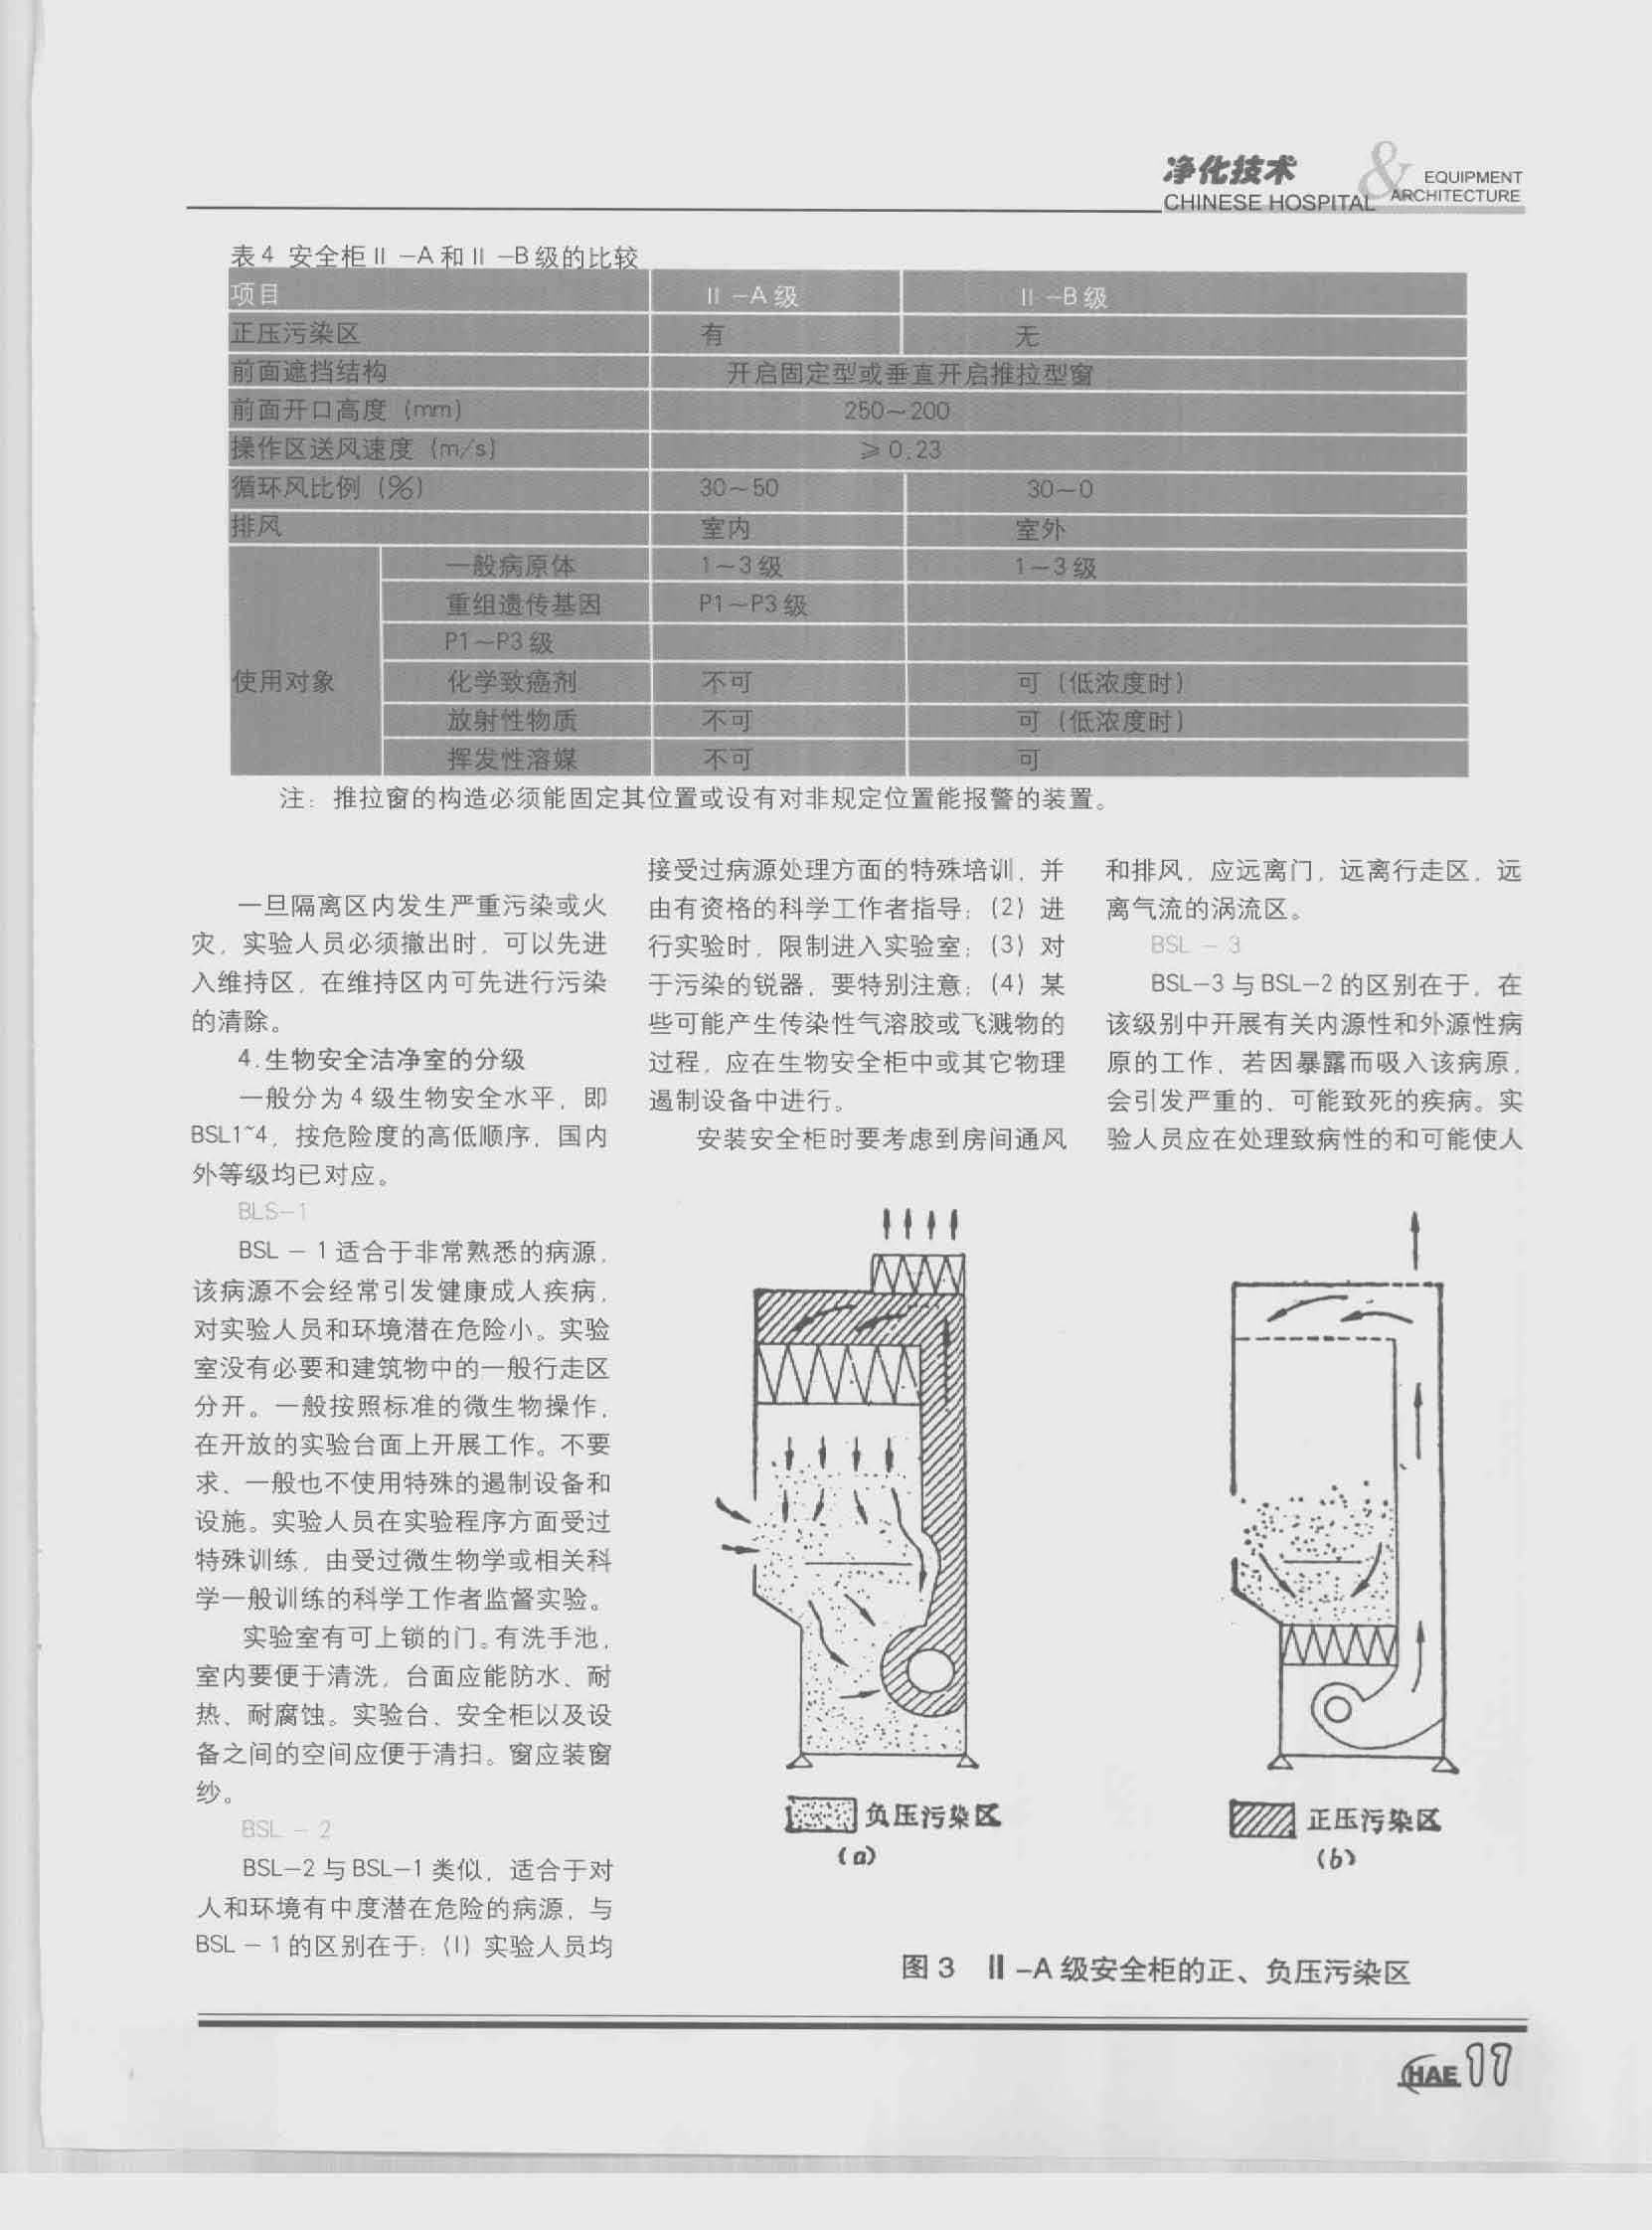 净化技术
CHINESE HOSPITAL
&
EQUIPMENT
ARCHITECTURE
表4 安全柜Ⅱ-A和Ⅱ-B级的比较
项目 Ⅱ-A级 Ⅱ-B级
正压污染区 有 无
前面遮挡结构 开启固定型或垂直开启推拉型窗
前面开口高度(mm) 250~200
操作区送风速度(m/s) ≥0.23
循环风比例(%) 30~50 30~0
排风 室内 室外
一般病原体 1~3级 1-3级
重组遗传基因 P1~P3级
P1~P3级
使用对象 化学致癌剂 不可 可(低浓度时)
放射性物质 不可 可(低浓度时)
挥发性溶媒 不可 可
注:推拉窗的构造必须能固定其位置或设有对非规定位置能报警的装置。
一旦隔离区内发生严重污染或火
灾,实验人员必须撤出时,可以先进
入维持区,在维持区内可先进行污染
的清除。
4.生物安全洁净室的分级
一般分为4级生物安全水平,即
BSL1~4,按危险度的高低顺序,国内
外等级均已对应。
BLS-1
BSL-1适合于非常熟悉的病源,
该病源不会经常引发健康成人疾病,
对实验人员和环境潜在危险小。实验
室没有必要和建筑物中的一般行走区
分开。一般按照标准的微生物操作,
在开放的实验台面上开展工作。不要
求、一般也不使用特殊的遏制设备和
设施。实验人员在实验程序方面受过
特殊训练,由受过微生物学或相关科
学一般训练的科学工作者监督实验。
实验室有可上锁的门。有洗手池,
室内要便于清洗,台面应能防水、耐
热、耐腐蚀。实验台、安全柜以及设
备之间的空间应便于清扫。窗应装窗
纱。
BSL-2
BSL-2与BSL-1类似,适合于对
人和环境有中度潜在危险的病源,与
BSL-1的区别在于:(l)实验人员均
接受过病源处理方面的特殊培训,并
由有资格的科学工作者指导;(2)进
行实验时,限制进入实验室;(3)对
于污染的锐器,要特别注意;(4)某
些可能产生传染性气溶胶或飞溅物的
过程,应在生物安全柜中或其它物理
遏制设备中进行。
安装安全柜时要考虑到房间通风
和排风,应远离门,远离行走区,远
离气流的涡流区。
BSL-3
BSL-3与BSL-2的区别在于,在
该级别中开展有关内源性和外源性病
原的工作,若因暴露而吸入该病原,
会引发严重的、可能致死的疾病。实
验人员应在处理致病性的和可能使人
负压污染区
(a)
正压污染区
(b)
图3 Ⅱ-A级安全柜的正、负压污染区
HAE 17